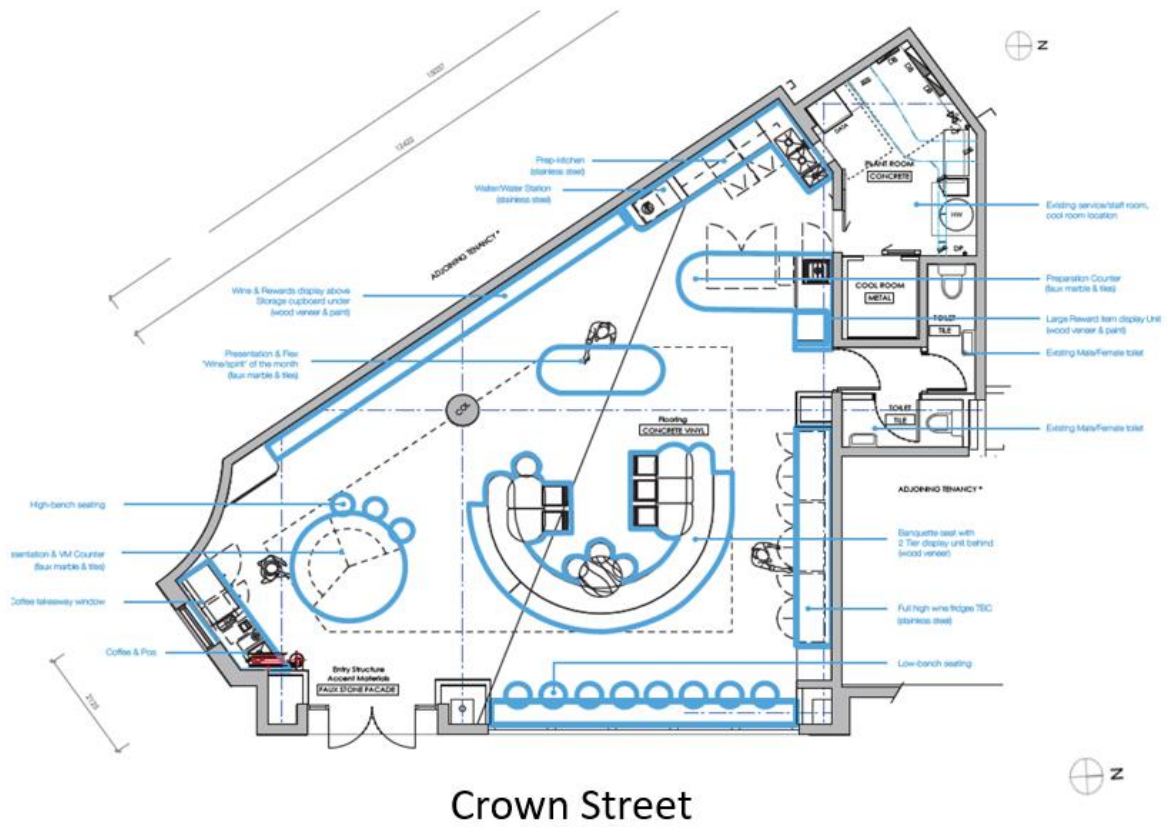 N
13037
12422
DATA
PLANT ROOM
CONCRETE
HW
DP
Prep-kitchen
(stainless steel)
Waiter/Water Station
(stainless steel)
Existing service/staff room,
cool room location
ADJOINING TENANCY *
Wine & Rewards display above
Storage cupboard under
(wood veneer & paint)
COOL ROOM
METAL
Preparation Counter
(faux marble & tiles)
TOILET
TILE
Large Reward item display Unit
(wood veneer & paint)
Presentation & Flex
"Wine/spirit" of the month
(faux marble & tiles)
Existing Male/Female toilet
COL
Flooring
CONCRETE VINYL
TOILET
TILE
Existing Male/Female toilet
ADJOINING TENANCY *
High-bench seating
Banquette seat with
2 Tier display unit behind
(wood veneer)
sentation & VM Counter
(faux marble & tiles)
Coffee takeaway window
Full high wine fridges TBC
(stainless steel)
Coffee & Pos
Low-bench seating
Entry Structure
Accent Materials
FAUX STONE FACADE
N
Crown Street